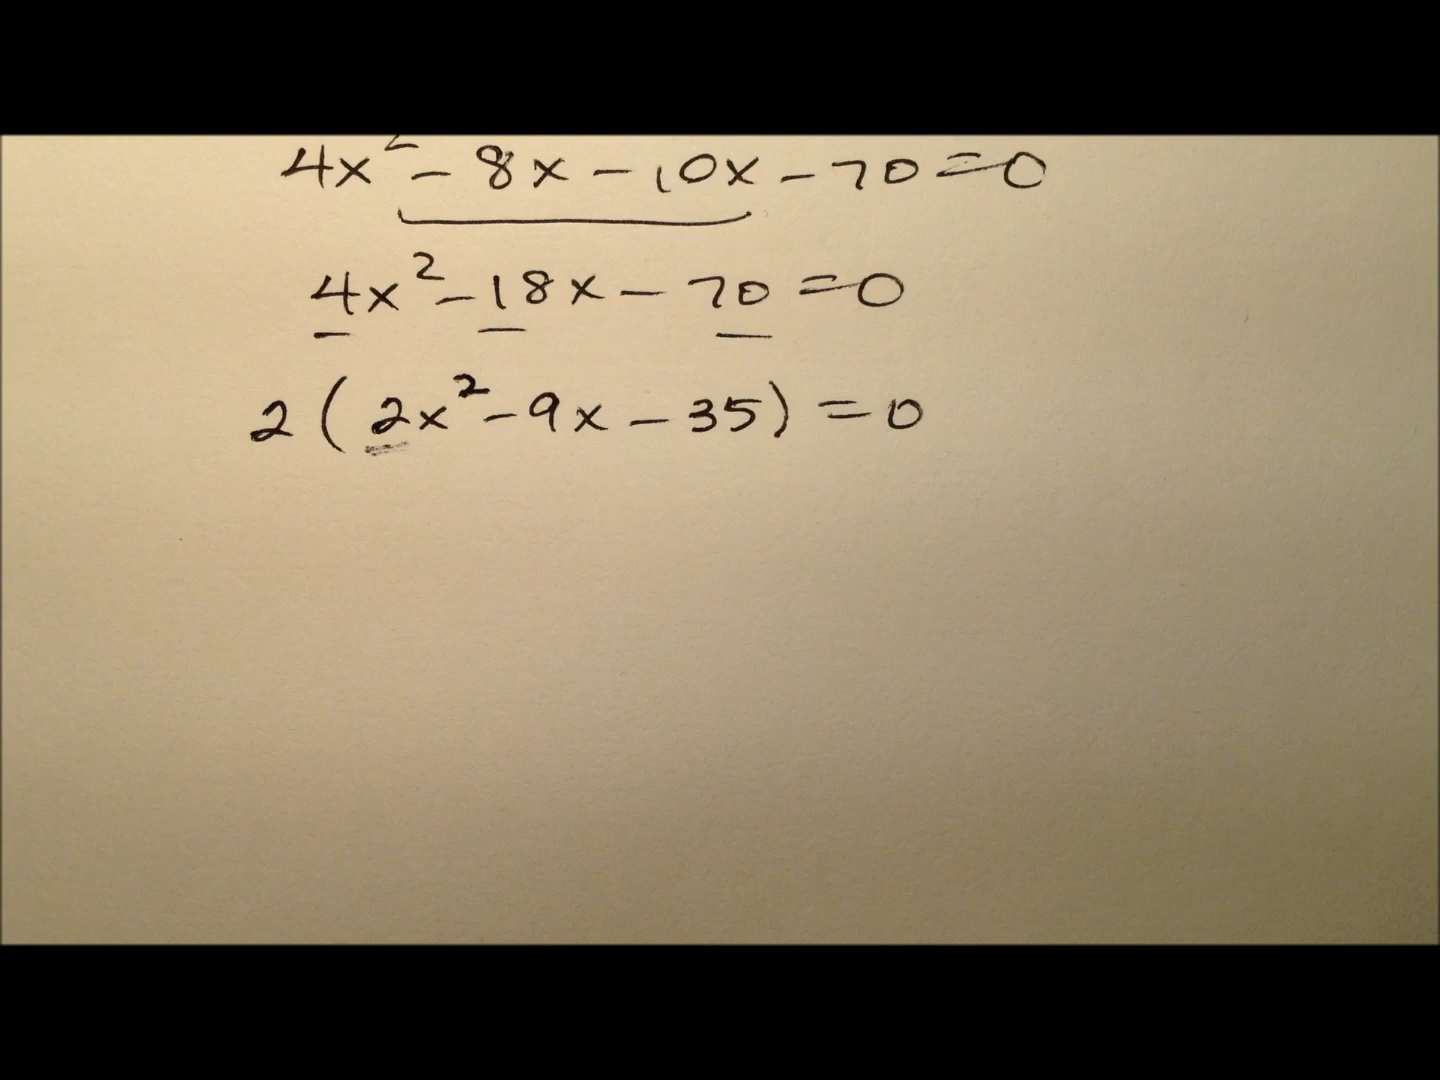 4x² - 8x - 10x - 70 = 0
4x² - 18x - 70 = 0
2(2x² - 9x - 35) = 0